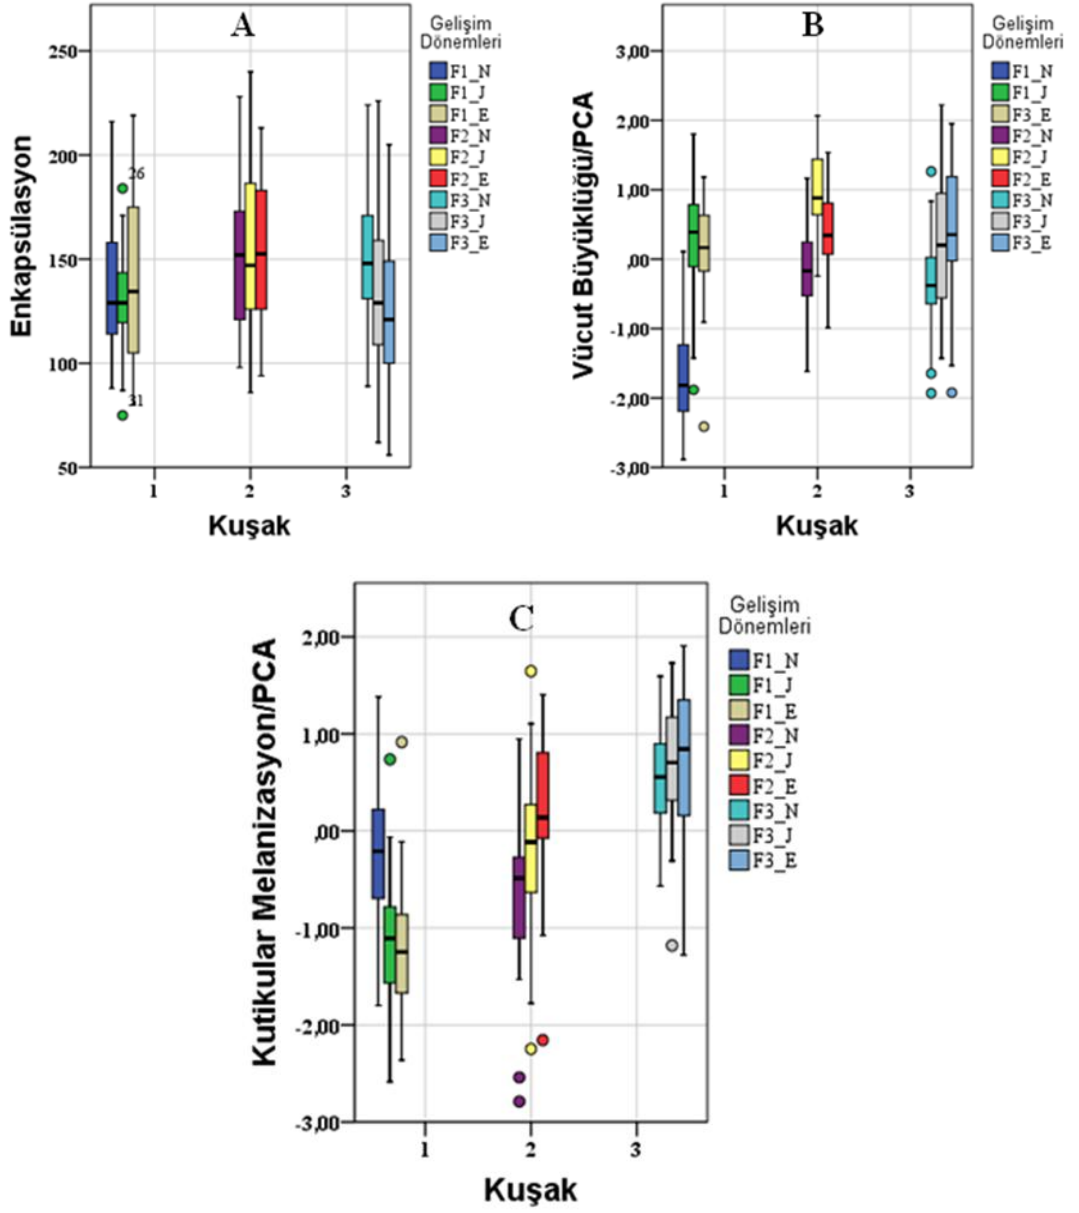 A
Enkapsülasyon
250
200
150
100
50
26
31
1
2
3
Kuşak
Gelişim
Dönemleri
F1_N
F1_J
F1_E
F2_N
F2_J
F2_E
F3_N
F3_J
F3_E
B
Vücut Büyüklüğü/PCA
3,00
2,00
1,00
,00
-1,00
-2,00
-3,00
1
2
3
Kuşak
Gelişim
Dönemleri
F1_N
F1_J
F3_E
F2_N
F2_J
F2_E
F3_N
F3_J
F3_E
C
Kutikular Melanizasyon/PCA
2,00
1,00
,00
-1,00
-2,00
-3,00
1
2
3
Kuşak
Gelişim
Dönemleri
F1_N
F1_J
F1_E
F2_N
F2_J
F2_E
F3_N
F3_J
F3_E